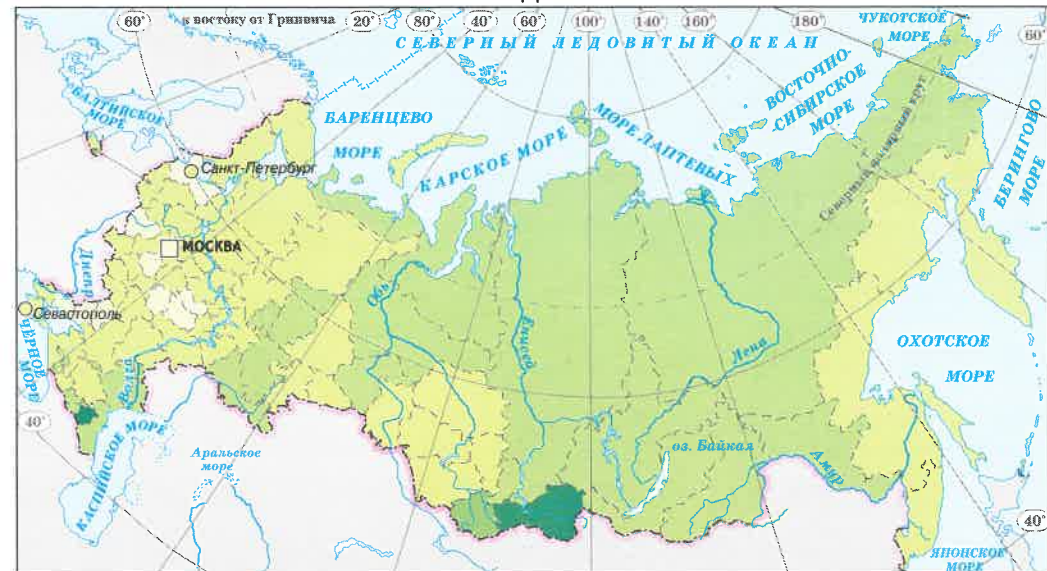 60°
к востоку от Гринвича
20°
80°
40°
60°
100°
140°
160°
180°
ЧУКОТСКОЕ
МОРЕ
60°
СЕВЕРНЫЙ ЛЕДОВИТЫЙ ОКЕАН
ВОСТОЧНО-
СИБИРСКОЕ
МОРЕ
БАЛТИЙСКОЕ
МОРЕ
БАРЕНЦЕВО
МОРЕ
КАРСКОЕ МОРЕ
МОРЕ ЛАПТЕВЫХ
Северный полярный круг
БЕРИНГОВО
МОРЕ
Санкт-Петербург
МОСКВА
Днепр
Севастополь
ЧЕРНОЕ
МОРЕ
Обь
Енисей
Лена
ОХОТСКОЕ
МОРЕ
Волга
40°
КАСПИЙСКОЕ МОРЕ
Аральское
море
оз. Байкал
Амур
40°
ЯПОНСКОЕ
МОРЕ